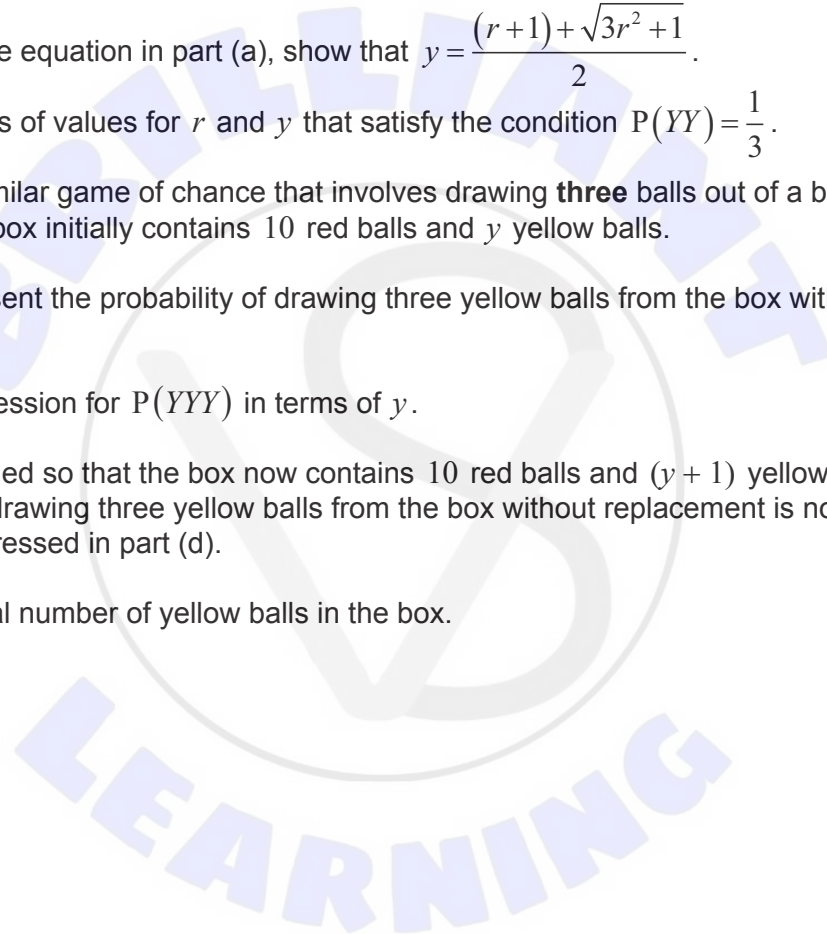 e equation in part (a), show that y = ((r+1)+√(3r²+1))/2 .
s of values for r and y that satisfy the condition P(YY) = 1/3 .
milar game of chance that involves drawing three balls out of a b
box initially contains 10 red balls and y yellow balls.
sent the probability of drawing three yellow balls from the box wit
ession for P(YYY) in terms of y.
ed so that the box now contains 10 red balls and (y + 1) yellow
drawing three yellow balls from the box without replacement is no
ressed in part (d).
al number of yellow balls in the box.
BRILLIANT
VS
LEARNING